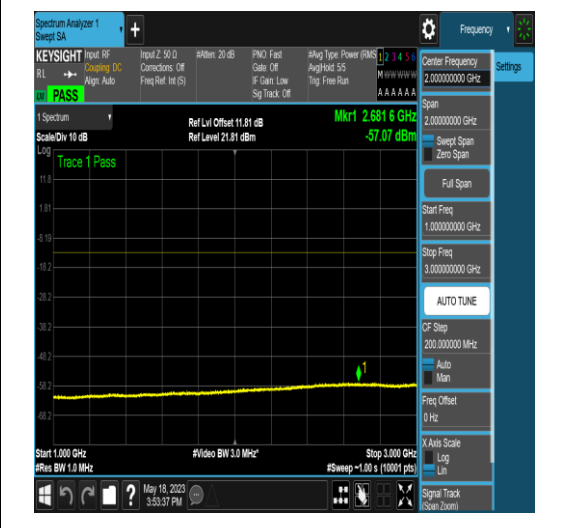 Spectrum Analyzer 1
Swept SA
+
Frequency
KEYSIGHT
RL
PASS
Input: RF
Coupling: DC
Align: Auto
Input Z: 50 Ω
Corrections: Off
Freq Ref: Int (S)
#Atten: 20 dB
PNO: Fast
Gate: Off
IF Gain: Low
Sig Track: Off
#Avg Type: Power (RMS
Avg|Hold: 5/5
Trig: Free Run
1 2 3 4 5 6
M W W W W W
A A A A A A
1 Spectrum
Scale/Div 10 dB
Ref Lvl Offset 11.81 dB
Ref Level 21.81 dBm
Mkr1 2.681 6 GHz
-57.07 dBm
Log
Trace 1 Pass
11.8
1.81
-8.19
-18.2
-28.2
-38.2
-48.2
-58.2
-68.2
1
Start 1.000 GHz
#Res BW 1.0 MHz
#Video BW 3.0 MHz*
Stop 3.000 GHz
#Sweep ~1.00 s (10001 pts)
?
May 18, 2023
3:53:37 PM
Center Frequency
2.000000000 GHz
Span
2.00000000 GHz
Swept Span
Zero Span
Full Span
Start Freq
1.000000000 GHz
Stop Freq
3.000000000 GHz
AUTO TUNE
CF Step
200.000000 MHz
Auto
Man
Freq Offset
0 Hz
X Axis Scale
Log
Lin
Signal Track
(Span Zoom)
Settings